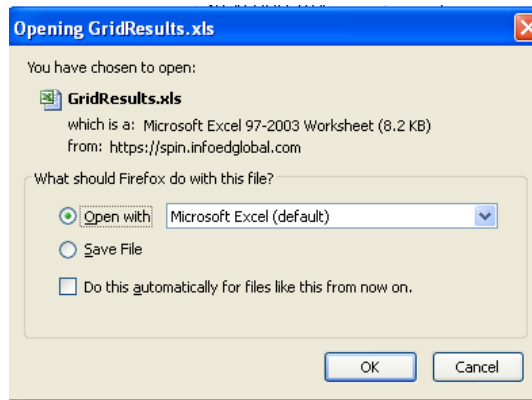 Opening GridResults.xls
You have chosen to open:
GridResults.xls
which is a: Microsoft Excel 97-2003 Worksheet (8.2 KB)
from: https://spin.infoedglobal.com
What should Firefox do with this file?
Open with Microsoft Excel (default)
Save File
Do this automatically for files like this from now on.
OK Cancel